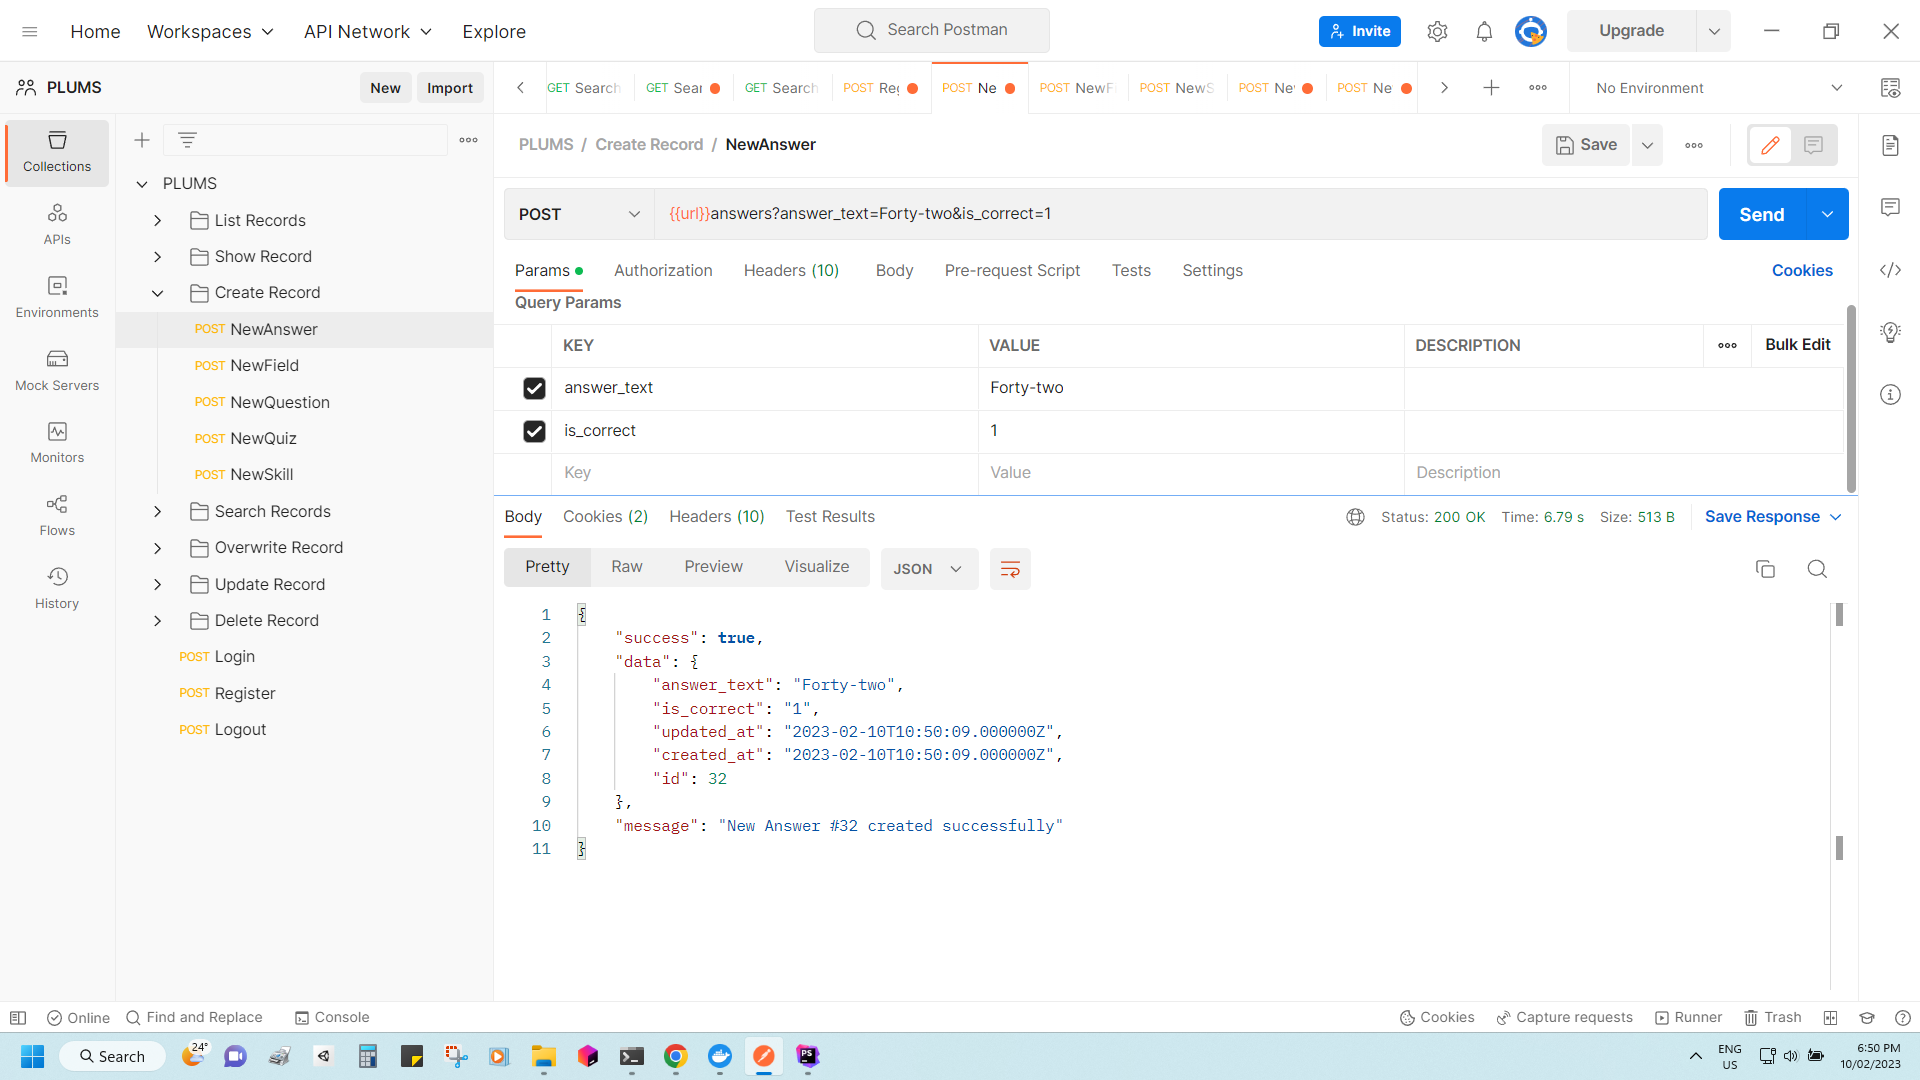 Home Workspaces API Network Explore Search Postman Invite Upgrade
PLUMS New Import GET Search GET Sear GET Search POST Reg POST Ne POST NewF POST NewS POST Ne POST Ne No Environment
Collections
APIs
Environments
Mock Servers
Monitors
Flows
History
PLUMS
List Records
Show Record
Create Record
POST NewAnswer
POST NewField
POST NewQuestion
POST NewQuiz
POST NewSkill
Search Records
Overwrite Record
Update Record
Delete Record
POST Login
POST Register
POST Logout
PLUMS / Create Record / NewAnswer Save
POST {{url}}answers?answer_text=Forty-two&is_correct=1 Send
Params Authorization Headers (10) Body Pre-request Script Tests Settings Cookies
Query Params
KEY VALUE DESCRIPTION Bulk Edit
answer_text Forty-two
is_correct 1
Key Value Description
Body Cookies (2) Headers (10) Test Results Status: 200 OK Time: 6.79 s Size: 513 B Save Response
Pretty Raw Preview Visualize JSON
1 {
2 "success": true,
3 "data": {
4 "answer_text": "Forty-two",
5 "is_correct": "1",
6 "updated_at": "2023-02-10T10:50:09.000000Z",
7 "created_at": "2023-02-10T10:50:09.000000Z",
8 "id": 32
9 },
10 "message": "New Answer #32 created successfully"
11 }
Online Find and Replace Console Cookies Capture requests Runner Trash
Search 24° PS ENG US 6:50 PM
10/02/2023